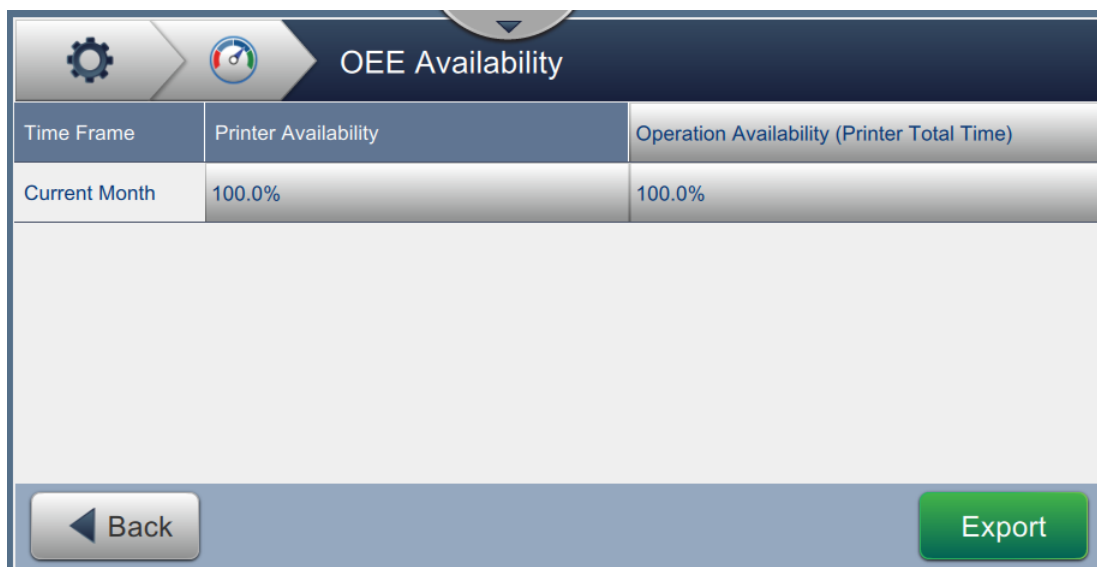 OEE Availability
Time Frame Printer Availability Operation Availability (Printer Total Time)
Current Month 100.0% 100.0%
Back Export